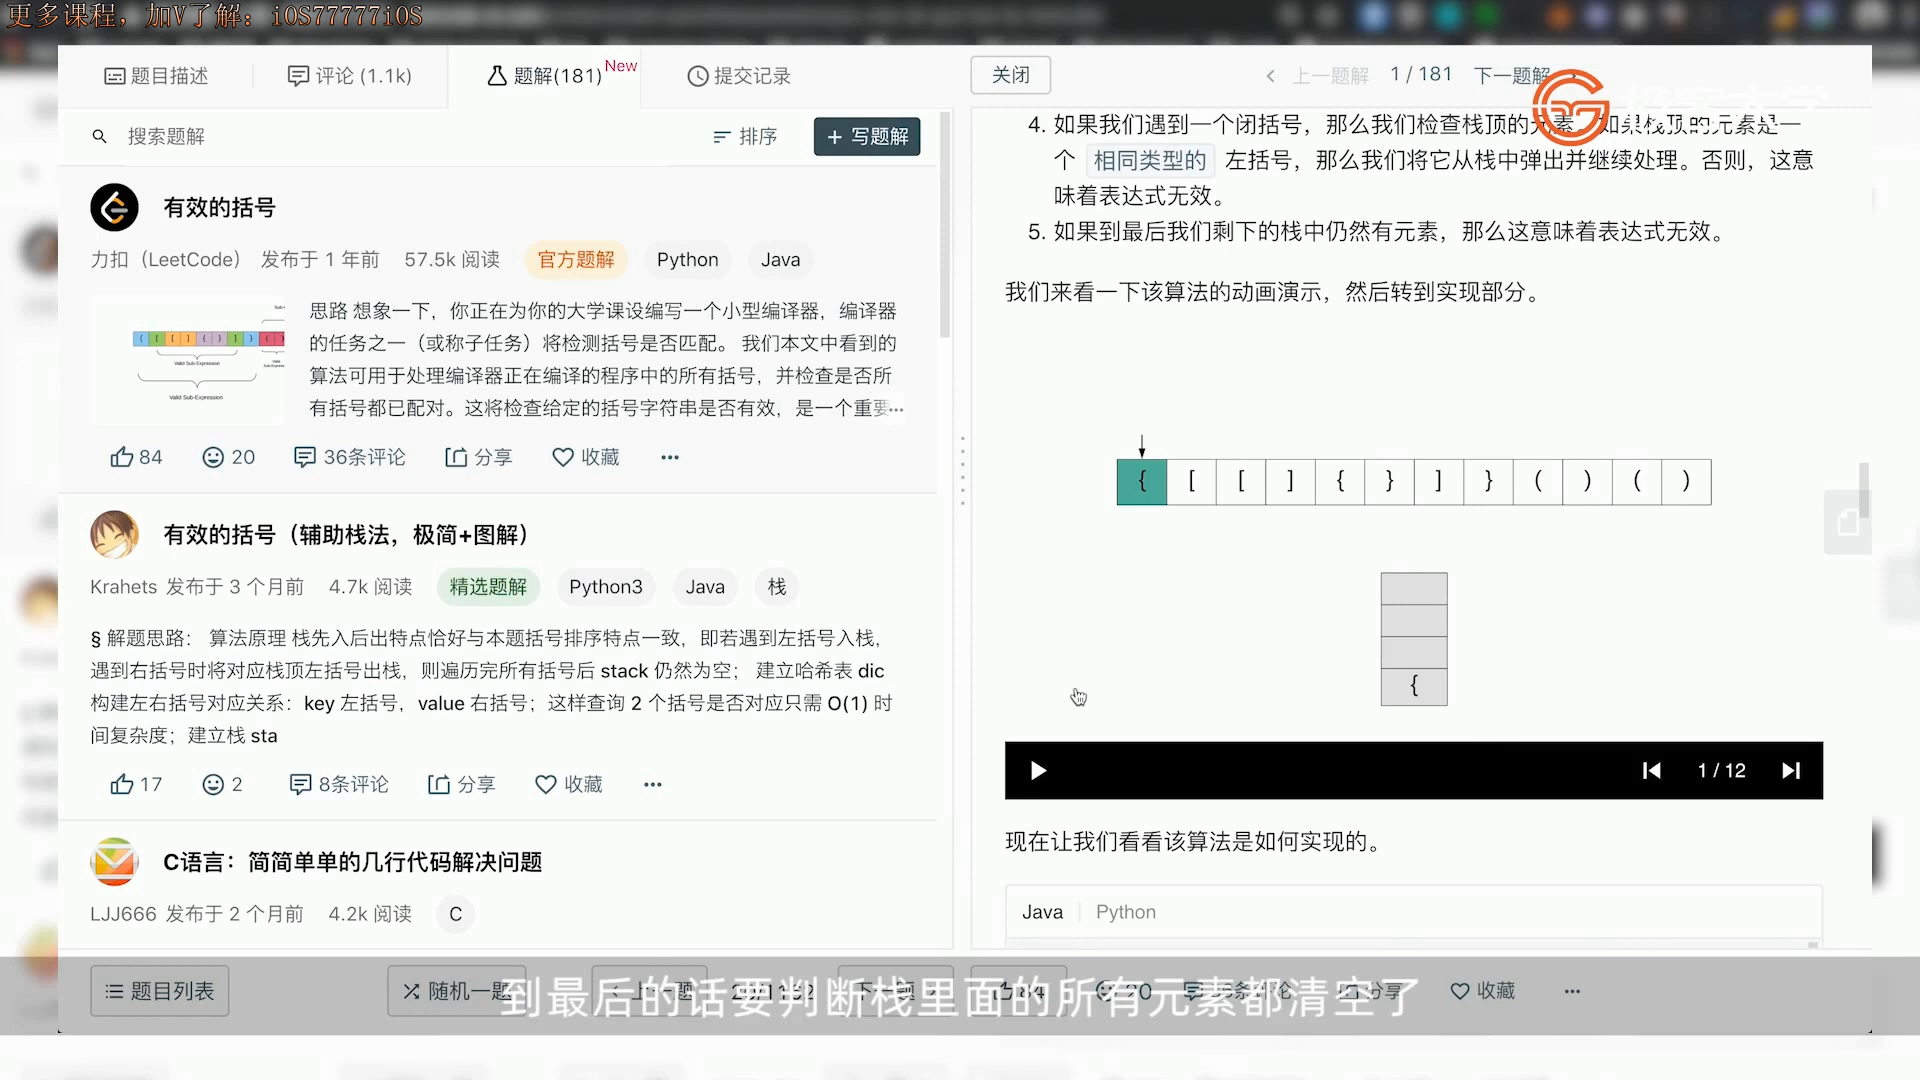 更多课程，加V了解：iOS77777iOS
题目描述
评论 (1.1k)
题解(181) New
提交记录
搜索题解
排序
+ 写题解
有效的括号
力扣（LeetCode） 发布于 1 年前 57.5k 阅读 官方题解 Python Java
思路 想象一下，你正在为你的大学课设编写一个小型编译器，编译器
的任务之一（或称子任务）将检测括号是否匹配。 我们本文中看到的
算法可用于处理编译器正在编译的程序中的所有括号，并检查是否所
有括号都已配对。这将检查给定的括号字符串是否有效，是一个重要...
Valid Sub-Expression
Valid Sub-Expression
84 20 36条评论 分享 收藏 ...
有效的括号（辅助栈法，极简+图解）
Krahets 发布于 3 个月前 4.7k 阅读 精选题解 Python3 Java 栈
§ 解题思路： 算法原理 栈先入后出特点恰好与本题括号排序特点一致，即若遇到左括号入栈，
遇到右括号时将对应栈顶左括号出栈，则遍历完所有括号后 stack 仍然为空； 建立哈希表 dic
构建左右括号对应关系：key 左括号，value 右括号；这样查询 2 个括号是否对应只需 O(1) 时
间复杂度；建立栈 sta
17 2 8条评论 分享 收藏 ...
C语言：简简单单的几行代码解决问题
LJJ666 发布于 2 个月前 4.2k 阅读 C
关闭
上一题解 1 / 181 下一题解
4. 如果我们遇到一个闭括号，那么我们检查栈顶的元素。如果栈顶的元素是一
个 相同类型的 左括号，那么我们将它从栈中弹出并继续处理。否则，这意
味着表达式无效。
5. 如果到最后我们剩下的栈中仍然有元素，那么这意味着表达式无效。
我们来看一下该算法的动画演示，然后转到实现部分。
{ [ [ ] { } ] } ( ) ( )
{
1 / 12
现在让我们看看该算法是如何实现的。
Java Python
题目列表
随机一题
到最后的话要判断栈里面的所有元素都清空了
收藏 ...